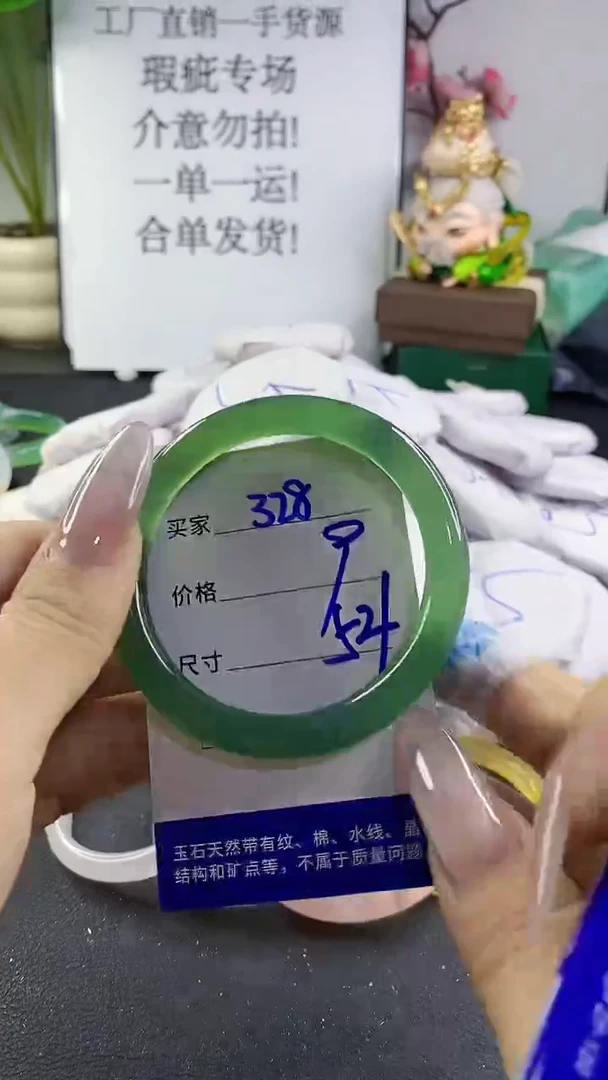 工厂直销一手货源
瑕疵专场
介意勿拍!
一单一运!
合单发货!
买家 328
价格
尺寸 54
玉石天然带有纹、棉、水线、晶
结构和矿点等，不属于质量问题